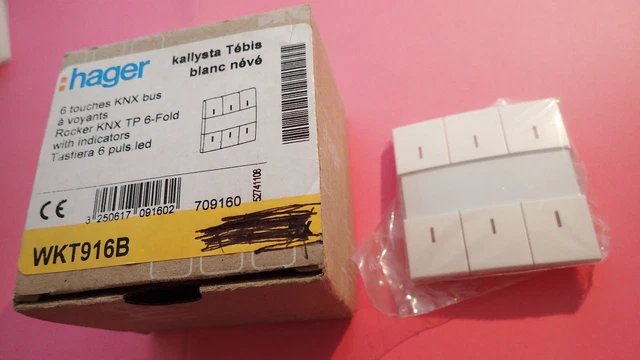 :hager
kallysta Tébis
blanc névé
6 touches KNX bus
à voyants
Rocker KNX TP 6-Fold
with indicators
Tastiera 6 puls.led
CE
3 250617 091602
709160
52741108
WKT916B